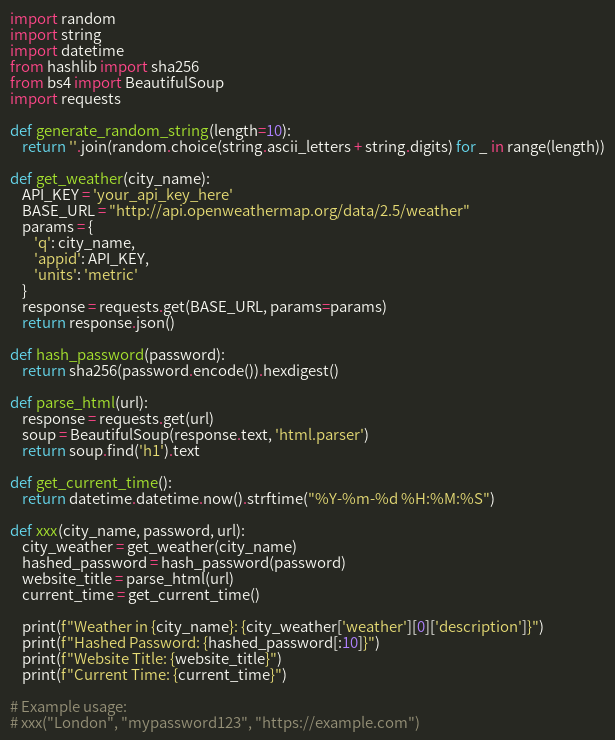 import random
import string
import datetime
from hashlib import sha256
from bs4 import BeautifulSoup
import requests

def generate_random_string(length=10):
    return ''.join(random.choice(string.ascii_letters + string.digits) for _ in range(length))

def get_weather(city_name):
    API_KEY = 'your_api_key_here'
    BASE_URL = "http://api.openweathermap.org/data/2.5/weather"
    params = {
        'q': city_name,
        'appid': API_KEY,
        'units': 'metric'
    }
    response = requests.get(BASE_URL, params=params)
    return response.json()

def hash_password(password):
    return sha256(password.encode()).hexdigest()

def parse_html(url):
    response = requests.get(url)
    soup = BeautifulSoup(response.text, 'html.parser')
    return soup.find('h1').text

def get_current_time():
    return datetime.datetime.now().strftime("%Y-%m-%d %H:%M:%S")

def xxx(city_name, password, url):
    city_weather = get_weather(city_name)
    hashed_password = hash_password(password)
    website_title = parse_html(url)
    current_time = get_current_time()

    print(f"Weather in {city_name}: {city_weather['weather'][0]['description']}")
    print(f"Hashed Password: {hashed_password[:10]}")
    print(f"Website Title: {website_title}")
    print(f"Current Time: {current_time}")

# Example usage:
# xxx("London", "mypassword123", "https://example.com")